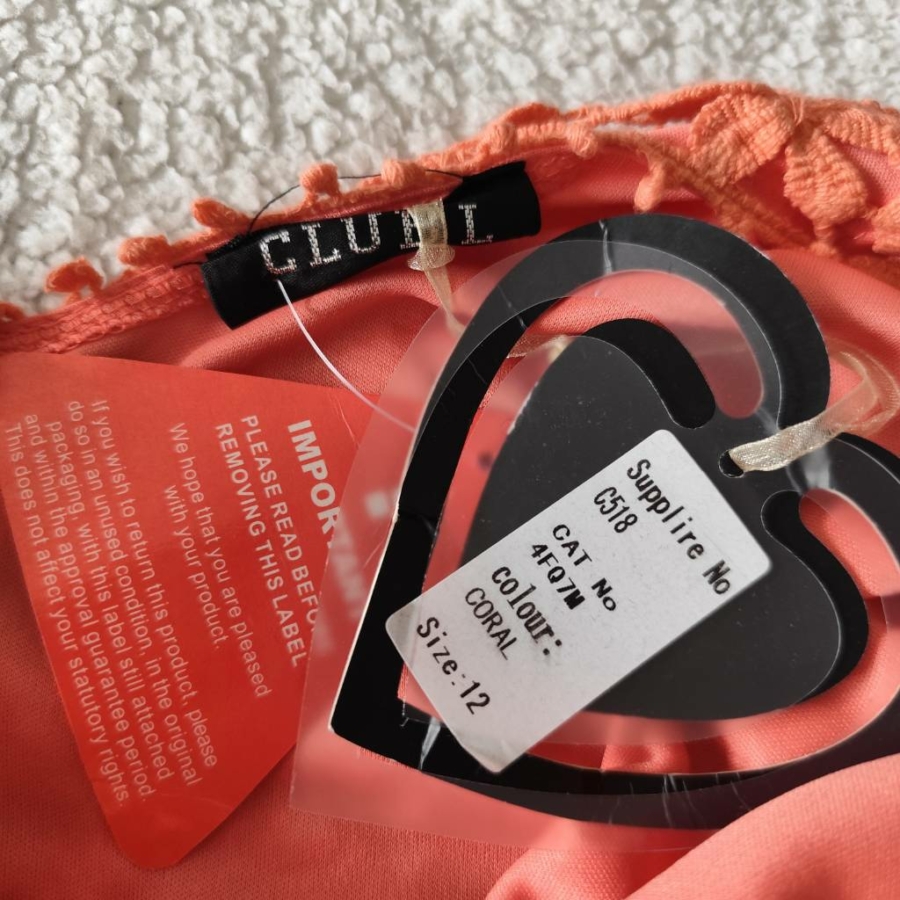 CLUB L
IMPORTANT
PLEASE READ BEFORE
REMOVING THIS LABEL
We hope that you are pleased
with your product.
If you wish to return this product, please
do so in an unused condition, in the original
packaging, with this label still attached
and within the approval guarantee period.
This does not affect your statutory rights.
Supplire No
C518
CAT No
4FQ7M
colour:
CORAL
Size:12